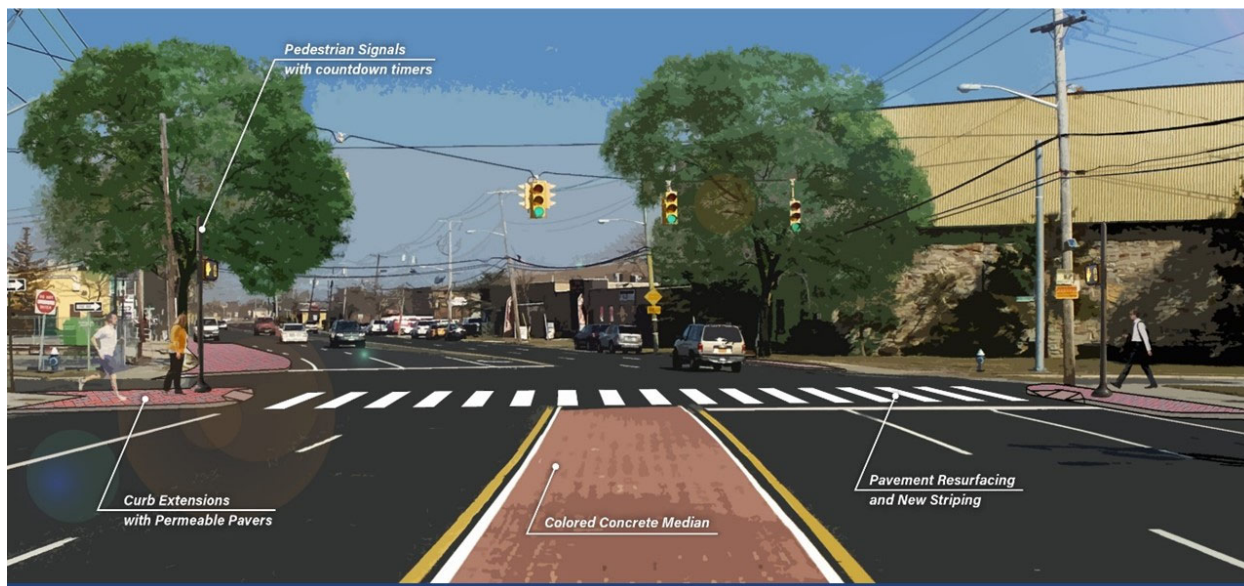 Pedestrian Signals
with countdown timers
Curb Extensions
with Permeable Pavers
Colored Concrete Median
Pavement Resurfacing
and New Striping